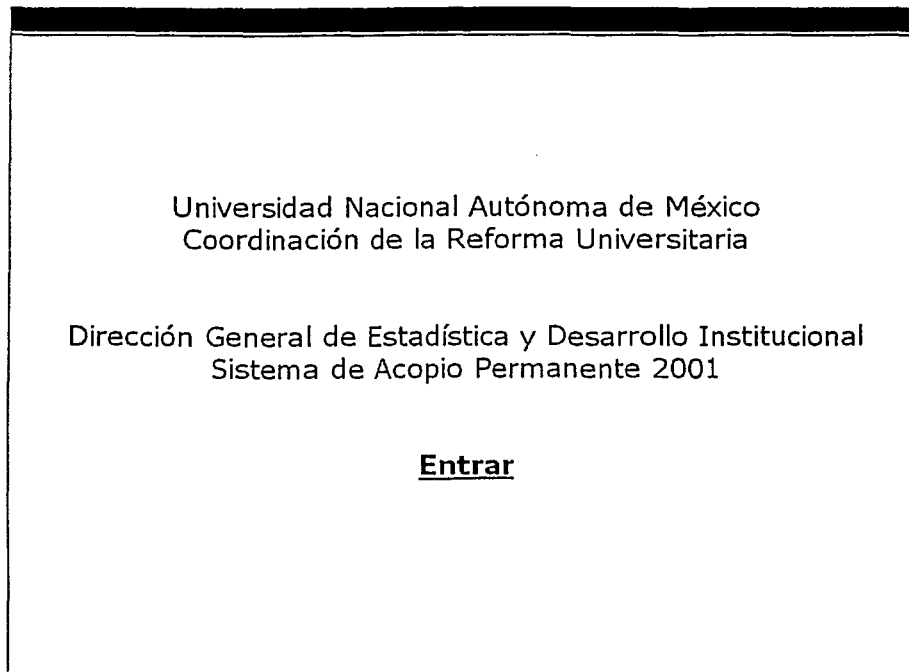 Universidad Nacional Autónoma de México
Coordinación de la Reforma Universitaria
Dirección General de Estadística y Desarrollo Institucional
Sistema de Acopio Permanente 2001
Entrar